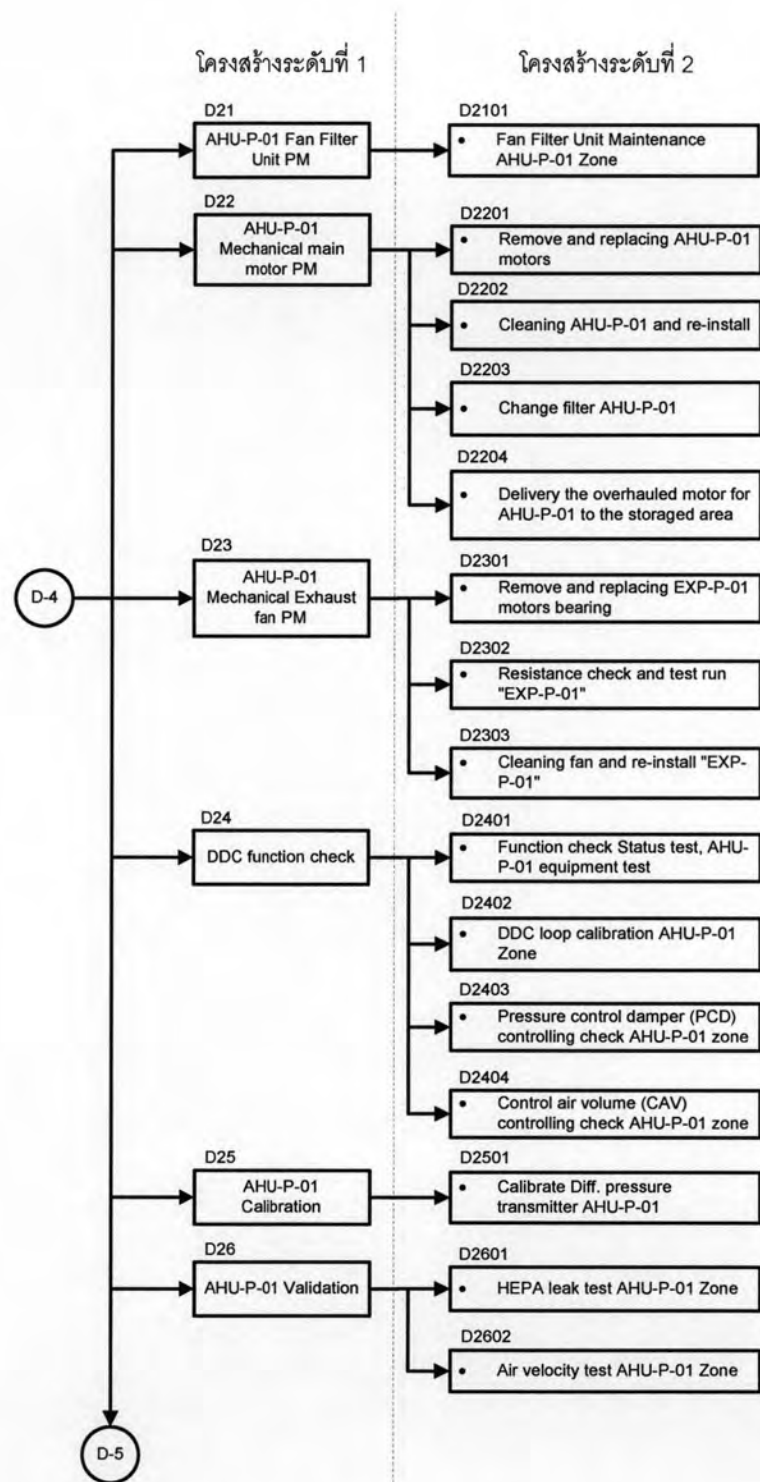 โครงสร้างระดับที่ 1
โครงสร้างระดับที่ 2
D21
AHU-P-01 Fan Filter
Unit PM
D2101
• Fan Filter Unit Maintenance
AHU-P-01 Zone
D22
AHU-P-01
Mechanical main
motor PM
D2201
• Remove and replacing AHU-P-01
motors
D2202
• Cleaning AHU-P-01 and re-install
D2203
• Change filter AHU-P-01
D2204
• Delivery the overhauled motor for
AHU-P-01 to the storaged area
D-4
D23
AHU-P-01
Mechanical Exhaust
fan PM
D2301
• Remove and replacing EXP-P-01
motors bearing
D2302
• Resistance check and test run
"EXP-P-01"
D2303
• Cleaning fan and re-install "EXP-
P-01"
D24
DDC function check
D2401
• Function check Status test, AHU-
P-01 equipment test
D2402
• DDC loop calibration AHU-P-01
Zone
D2403
• Pressure control damper (PCD)
controlling check AHU-P-01 zone
D2404
• Control air volume (CAV)
controlling check AHU-P-01 zone
D25
AHU-P-01
Calibration
D2501
• Calibrate Diff. pressure
transmitter AHU-P-01
D26
AHU-P-01 Validation
D2601
• HEPA leak test AHU-P-01 Zone
D2602
• Air velocity test AHU-P-01 Zone
D-5